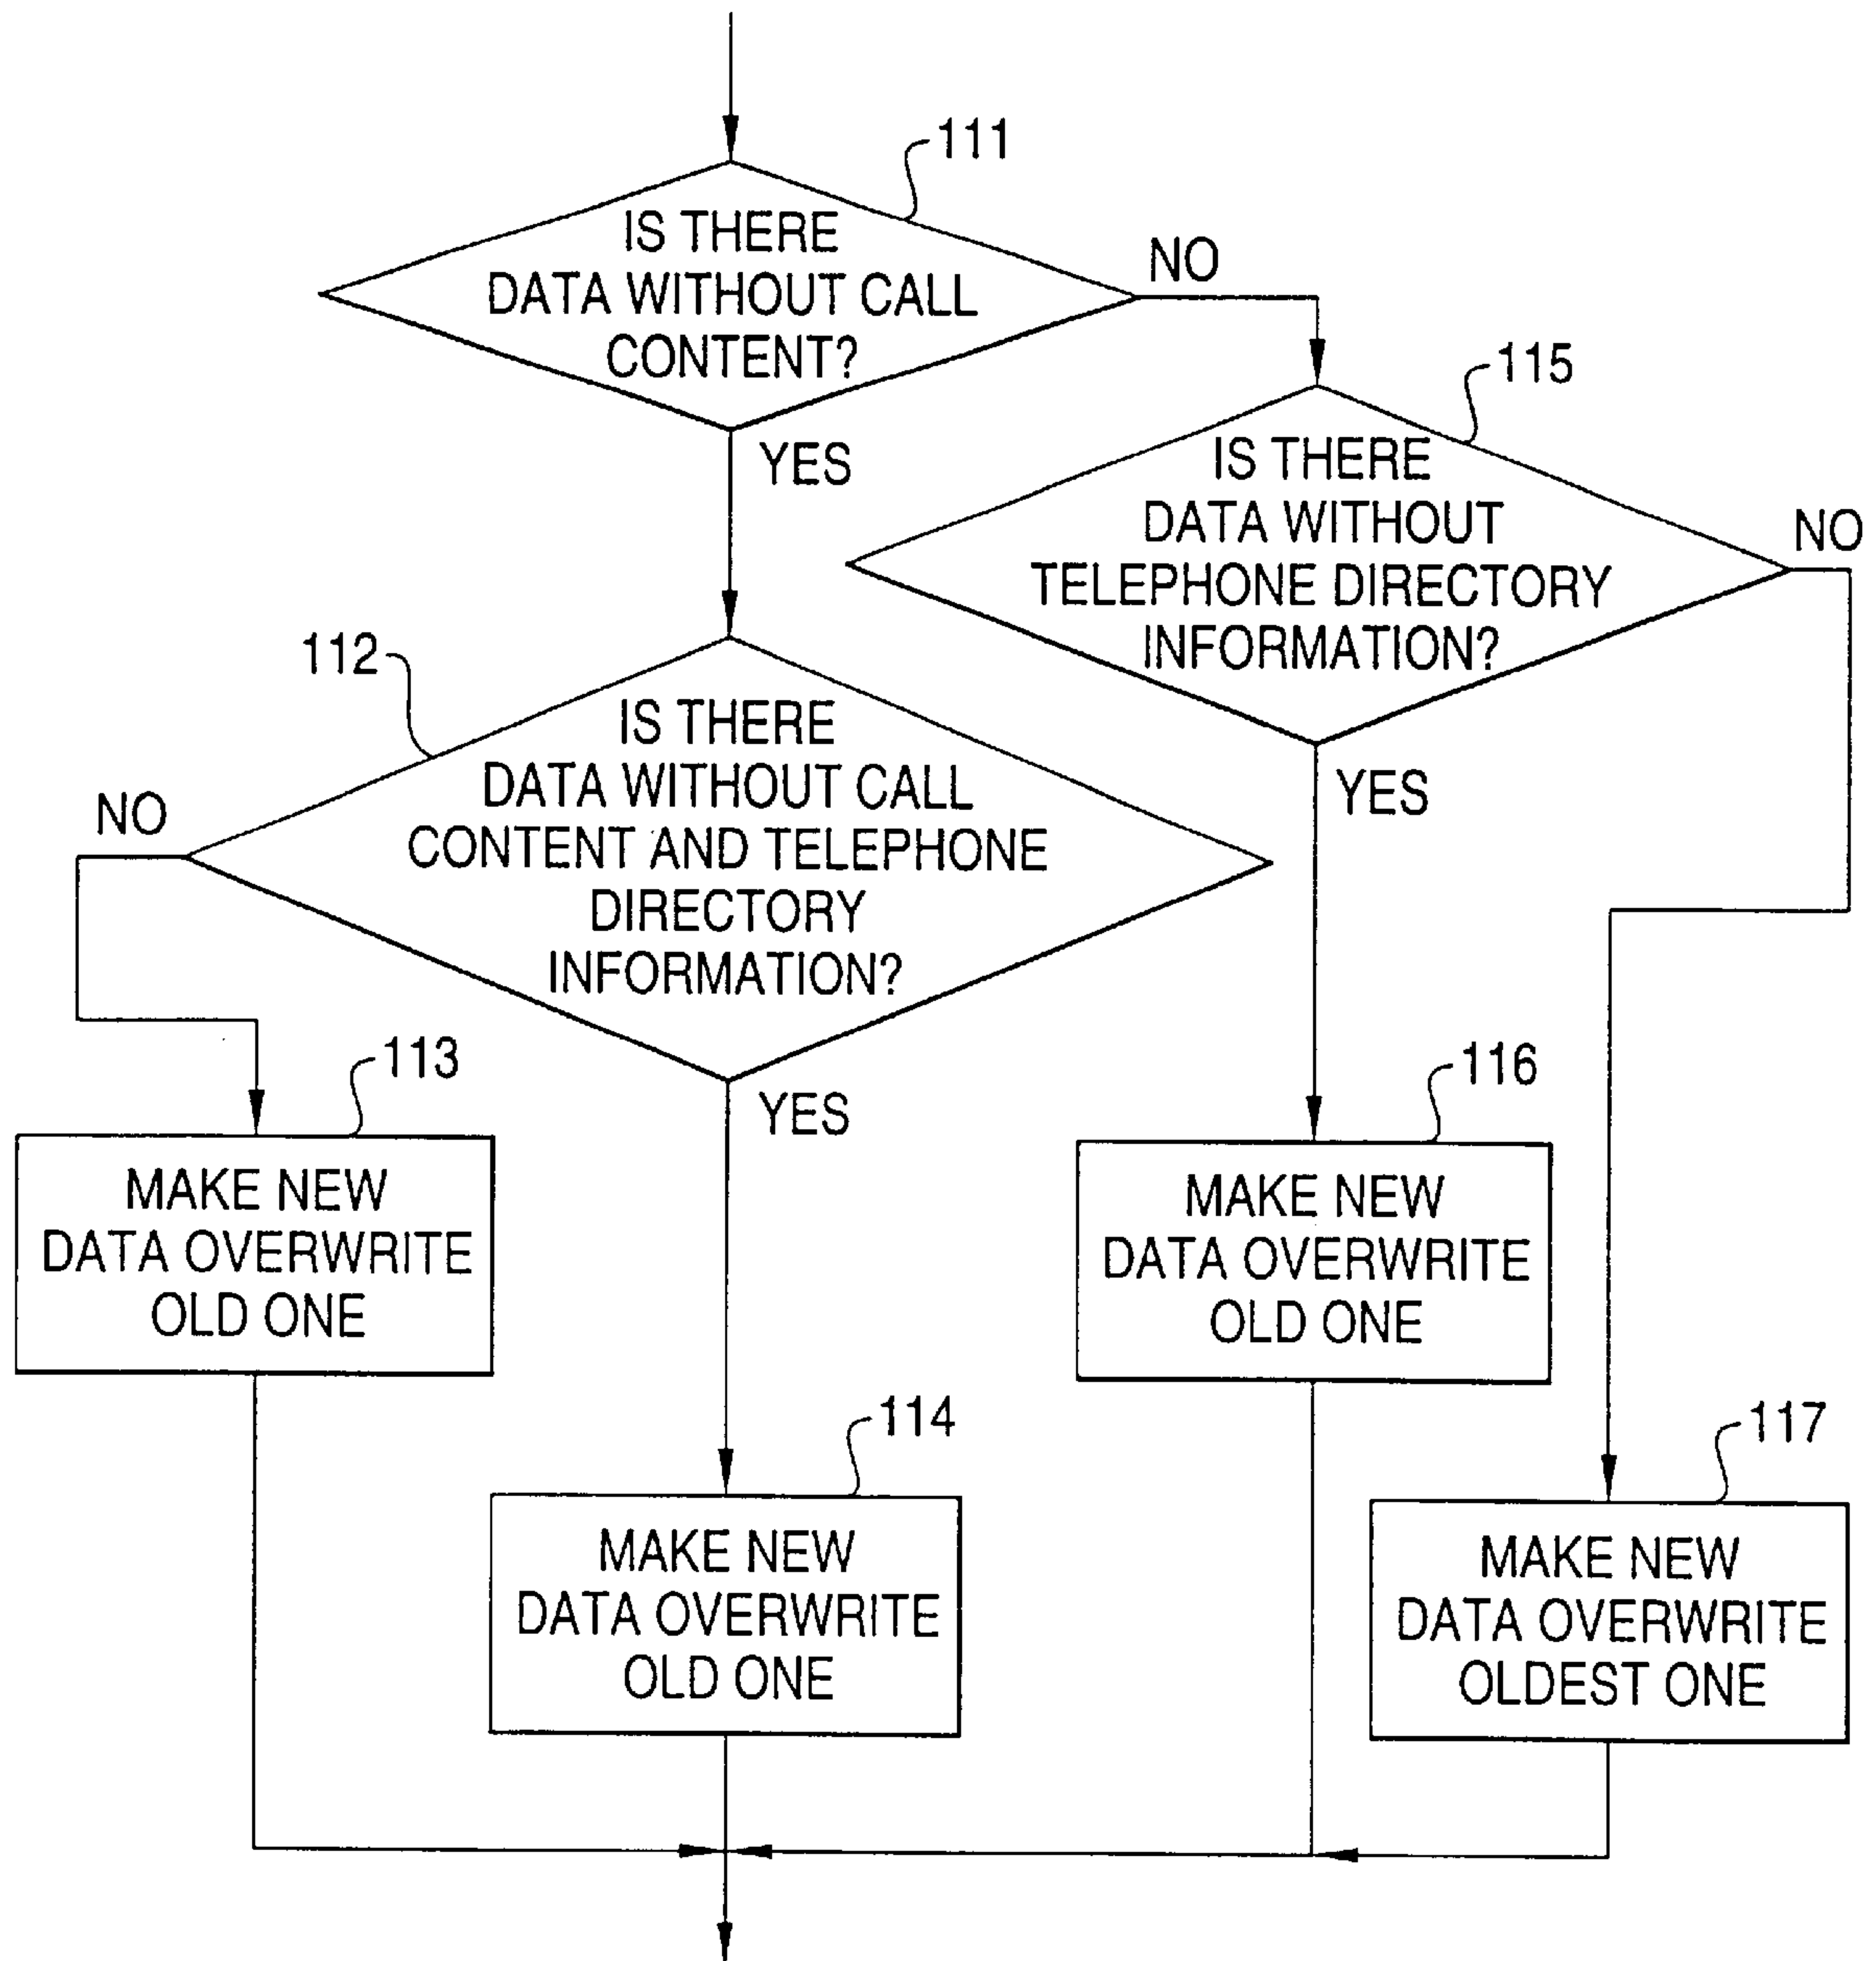 111
IS THERE
DATA WITHOUT CALL
CONTENT?
NO
YES
115
IS THERE
DATA WITHOUT
TELEPHONE DIRECTORY
INFORMATION?
NO
YES
112
IS THERE
DATA WITHOUT CALL
CONTENT AND TELEPHONE
DIRECTORY
INFORMATION?
NO
YES
113
MAKE NEW
DATA OVERWRITE
OLD ONE
116
MAKE NEW
DATA OVERWRITE
OLD ONE
114
MAKE NEW
DATA OVERWRITE
OLD ONE
117
MAKE NEW
DATA OVERWRITE
OLDEST ONE